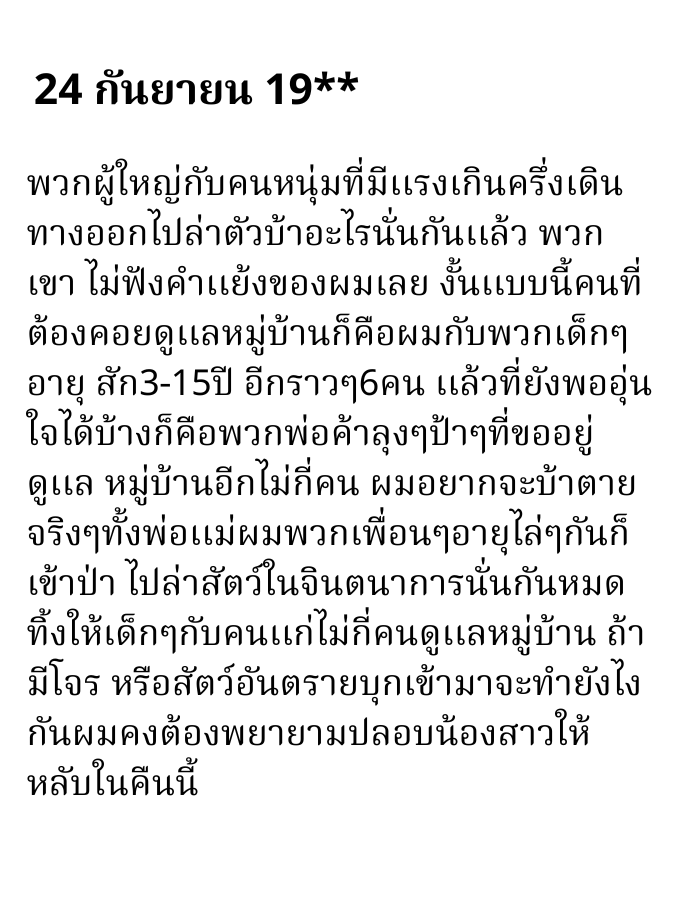 24 กันยายน 19**
พวกผู้ใหญ่กับคนหนุ่มที่มีแรงเกินครึ่งเดิน
ทางออกไปล่าตัวบ้าอะไรนั่นกันแล้ว พวก
เขา ไม่ฟังคำแย้งของผมเลย งั้นแบบนี้คนที่
ต้องคอยดูแลหมู่บ้านก็คือผมกับพวกเด็กๆ
อายุ สัก3-15ปี อีกราวๆ6คน แล้วที่ยังพออุ่น
ใจได้บ้างก็คือพวกพ่อค้าลุงๆป้าๆที่ขออยู่
ดูแล หมู่บ้านอีกไม่กี่คน ผมอยากจะบ้าตาย
จริงๆทั้งพ่อแม่ผมพวกเพื่อนๆอายุไล่ๆกันก็
เข้าป่า ไปล่าสัตว์ในจินตนาการนั่นกันหมด
ทิ้งให้เด็กๆกับคนแก่ไม่กี่คนดูแลหมู่บ้าน ถ้า
มีโจร หรือสัตว์อันตรายบุกเข้ามาจะทำยังไง
กันผมคงต้องพยายามปลอบน้องสาวให้
หลับในคืนนี้